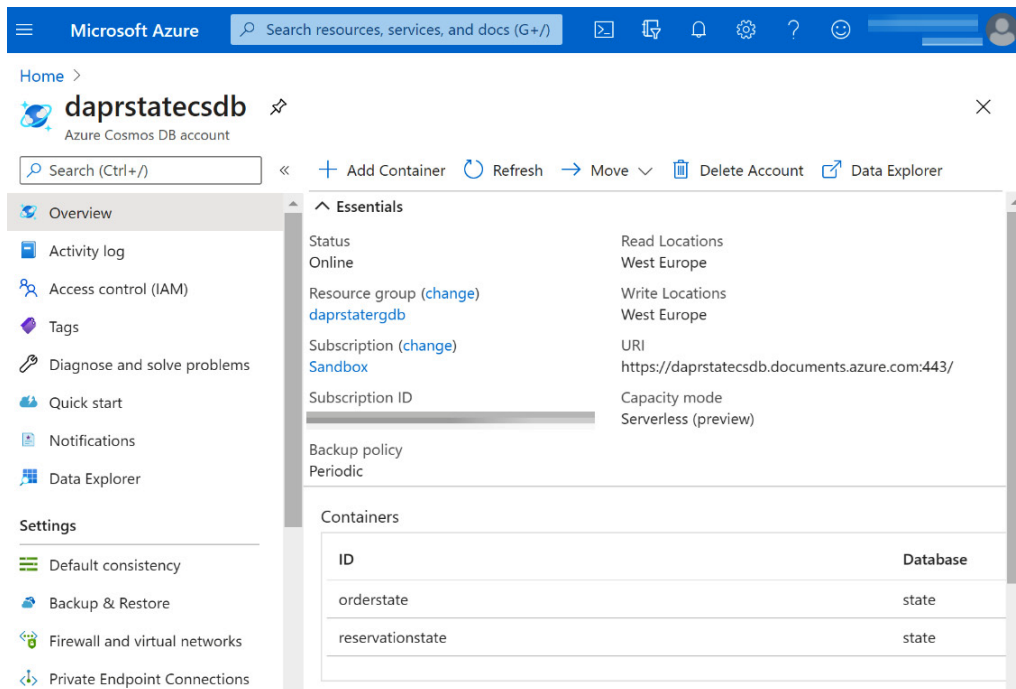 Microsoft Azure
Search resources, services, and docs (G+/)
Home >
daprstatecsdb
Azure Cosmos DB account
Search (Ctrl+/)
«
Add Container
Refresh
Move
Delete Account
Data Explorer
Overview
Activity log
Access control (IAM)
Tags
Diagnose and solve problems
Quick start
Notifications
Data Explorer
Settings
Default consistency
Backup & Restore
Firewall and virtual networks
Private Endpoint Connections
Essentials
Status
Online
Resource group (change)
daprstatergdb
Subscription (change)
Sandbox
Subscription ID
Backup policy
Periodic
Read Locations
West Europe
Write Locations
West Europe
URI
https://daprstatecsdb.documents.azure.com:443/
Capacity mode
Serverless (preview)
Containers
ID Database
orderstate state
reservationstate state